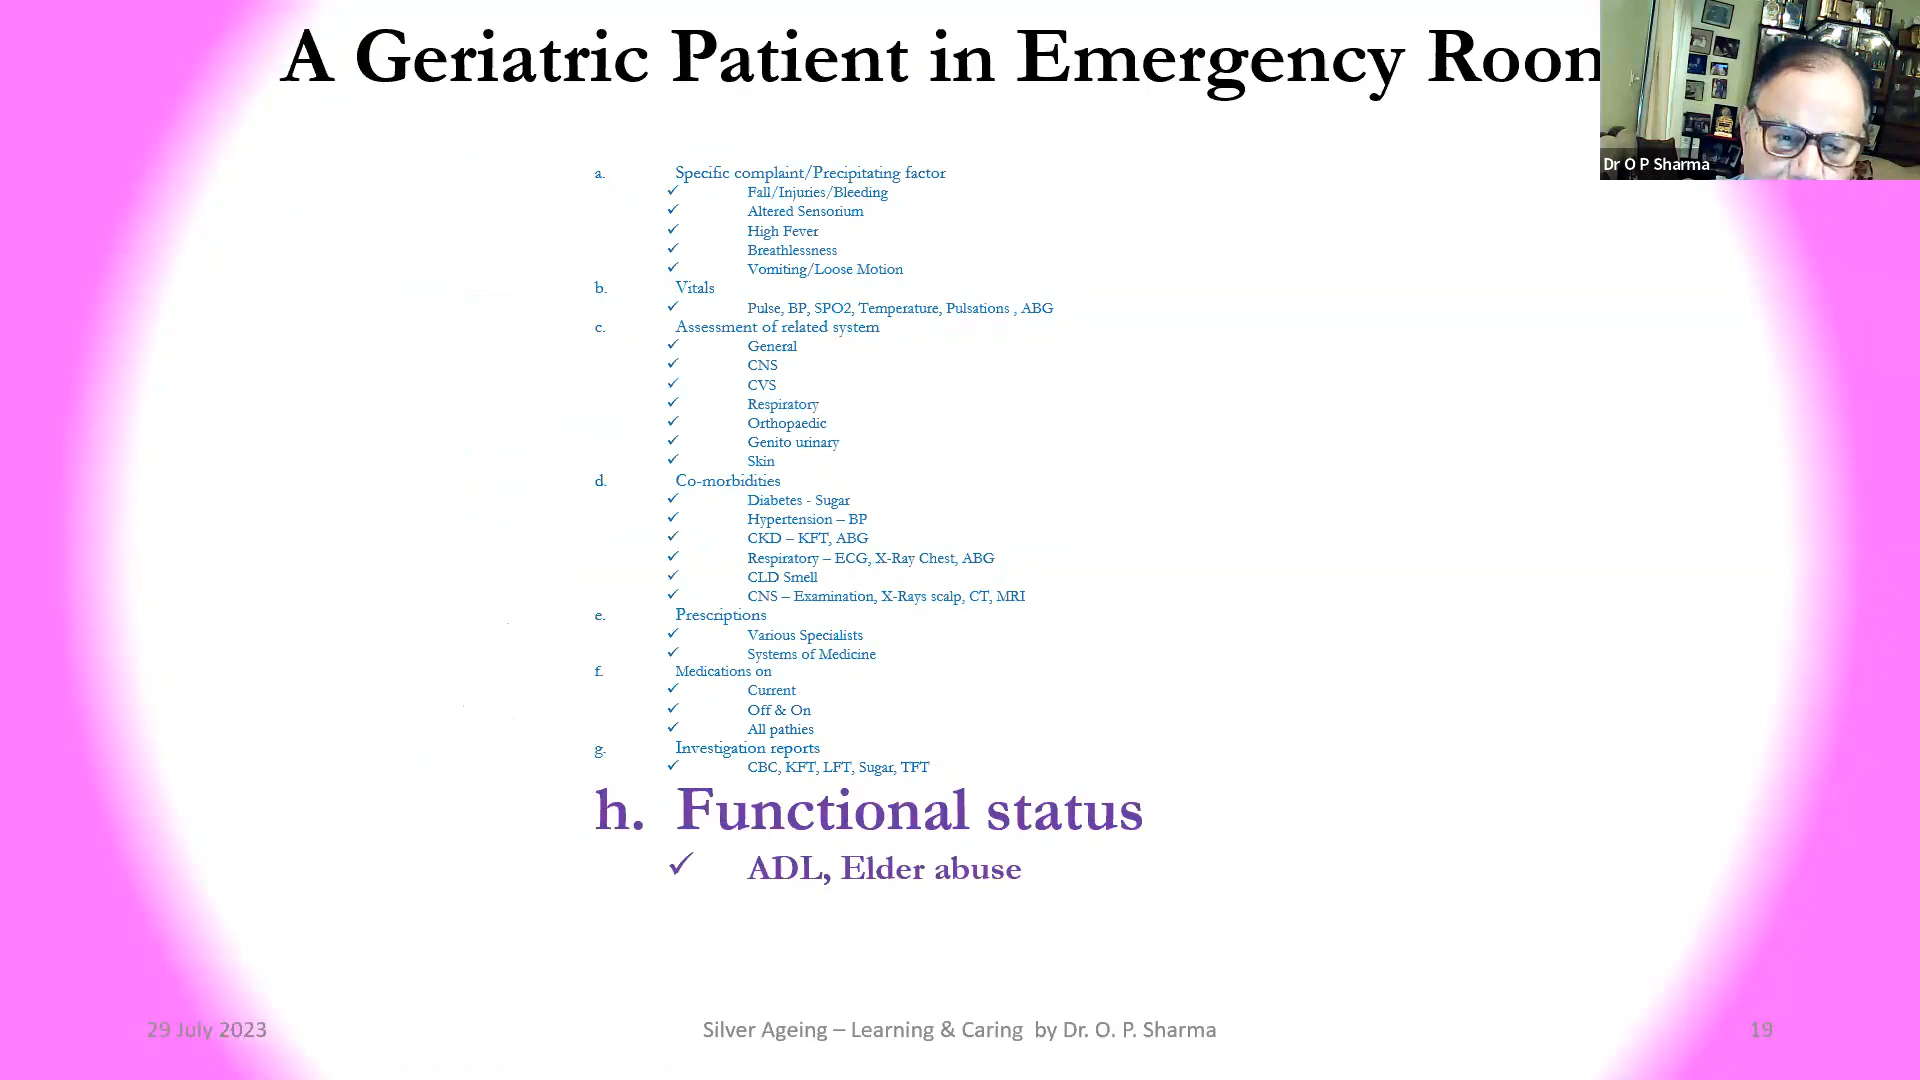 A Geriatric Patient in Emergency Room
Dr O P Sharma
a. Specific complaint/Precipitating factor
✓ Fall/Injuries/Bleeding
✓ Altered Sensorium
✓ High Fever
✓ Breathlessness
✓ Vomiting/Loose Motion
b. Vitals
✓ Pulse, BP, SPO2, Temperature, Pulsations , ABG
c. Assessment of related system
✓ General
✓ CNS
✓ CVS
✓ Respiratory
✓ Orthopaedic
✓ Genito urinary
✓ Skin
d. Co-morbidities
✓ Diabetes - Sugar
✓ Hypertension – BP
✓ CKD – KFT, ABG
✓ Respiratory – ECG, X-Ray Chest, ABG
✓ CLD Smell
✓ CNS – Examination, X-Rays scalp, CT, MRI
e. Prescriptions
✓ Various Specialists
✓ Systems of Medicine
f. Medications on
✓ Current
✓ Off & On
✓ All pathies
g. Investigation reports
✓ CBC, KFT, LFT, Sugar, TFT
h. Functional status
✓ ADL, Elder abuse
29 July 2023
Silver Ageing – Learning & Caring by Dr. O. P. Sharma
19